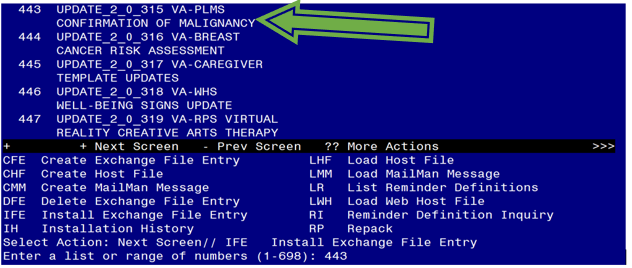 443 UPDATE_2_0_315 VA-PLMS
CONFIRMATION OF MALIGNANCY
444 UPDATE_2_0_316 VA-BREAST
CANCER RISK ASSESSMENT
445 UPDATE_2_0_317 VA-CAREGIVER
TEMPLATE UPDATES
446 UPDATE_2_0_318 VA-WHS
WELL-BEING SIGNS UPDATE
447 UPDATE_2_0_319 VA-RPS VIRTUAL
REALITY CREATIVE ARTS THERAPY
+ + Next Screen - Prev Screen ?? More Actions >>>
CFE Create Exchange File Entry LHF Load Host File
CHF Create Host File LMM Load MailMan Message
CMM Create MailMan Message LR List Reminder Definitions
DFE Delete Exchange File Entry LWH Load Web Host File
IFE Install Exchange File Entry RI Reminder Definition Inquiry
IH Installation History RP Repack
Select Action: Next Screen// IFE Install Exchange File Entry
Enter a list or range of numbers (1-698): 443